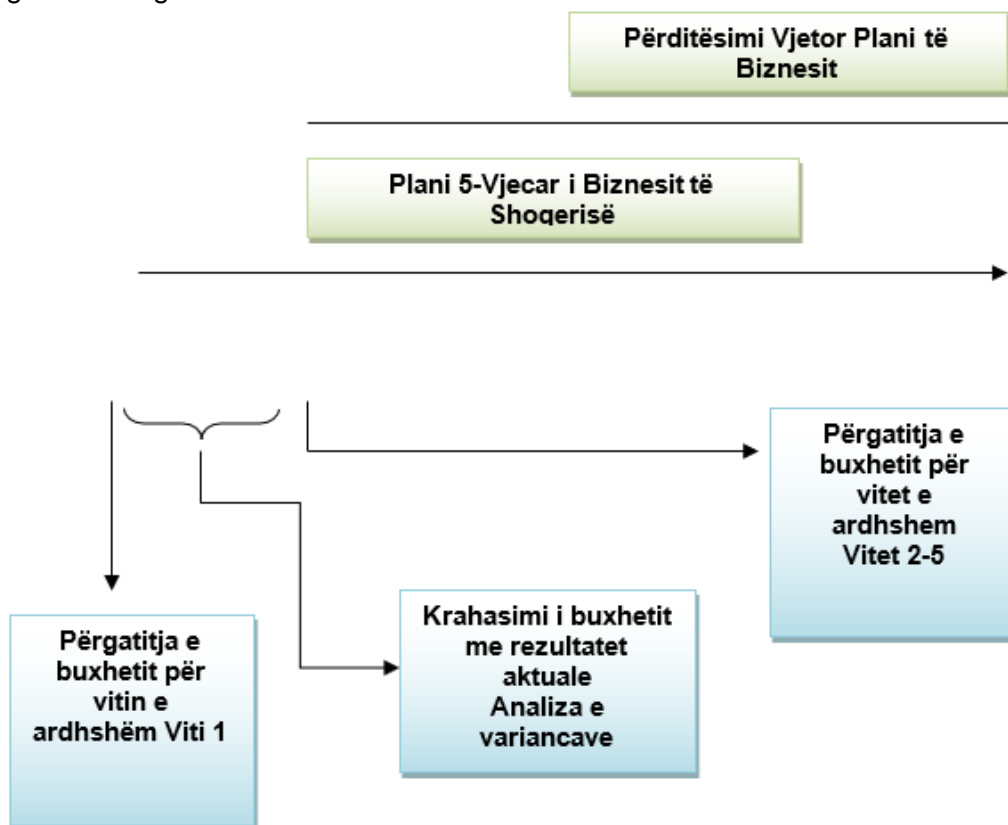 Përditësimi Vjetor Plani të
Biznesit
Plani 5-Vjecar i Biznesit të
Shoqerisë
Përgatitja e
buxhetit për
vitet e
ardhshem
Vitet 2-5
Krahasimi i buxhetit
me rezultatet
aktuale
Analiza e
variancave
Përgatitja e
buxhetit për
vitin e
ardhshëm Viti 1